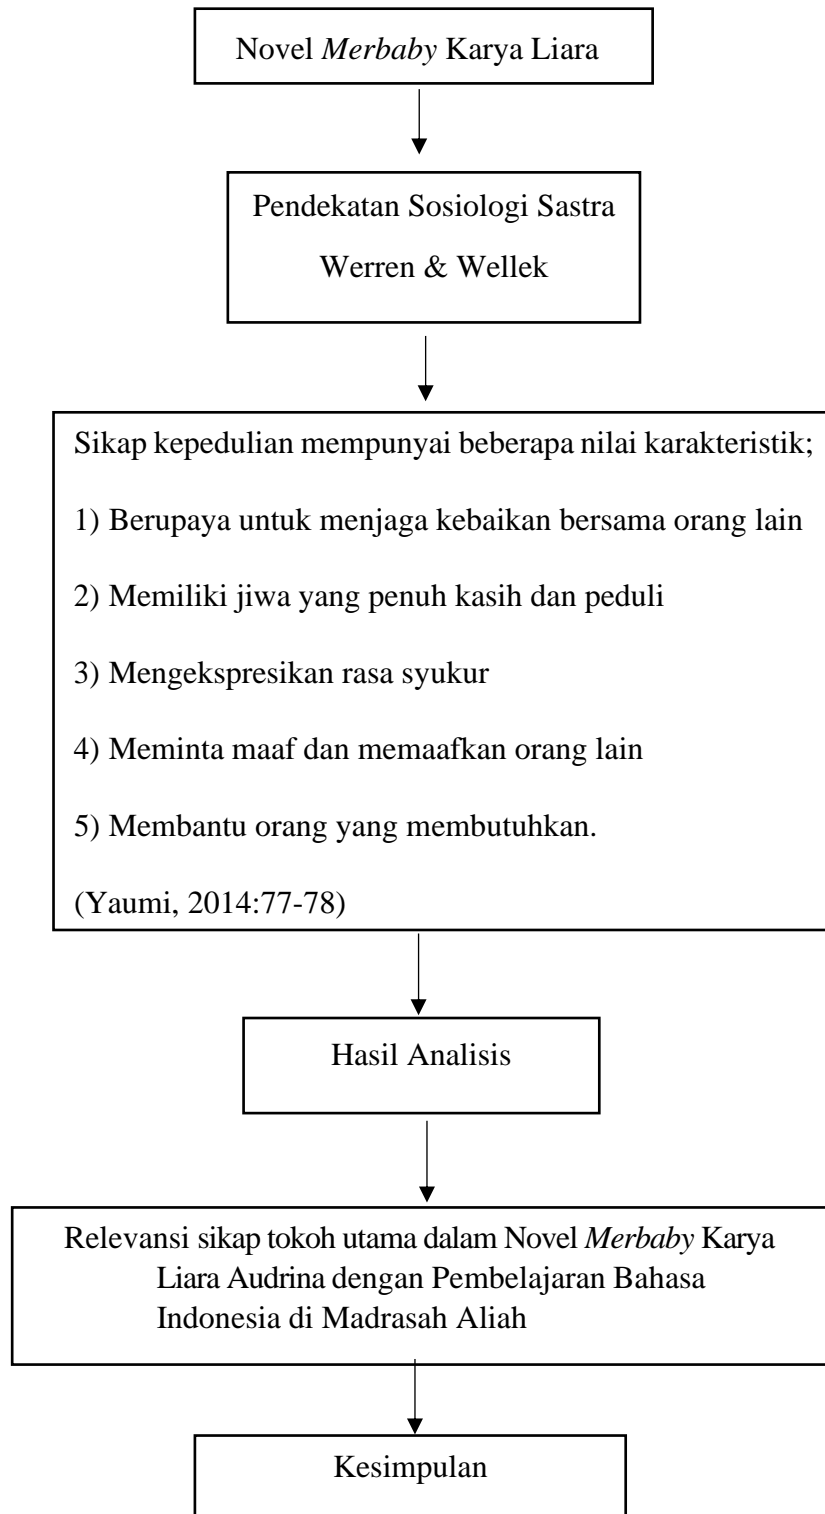 Novel Merbaby Karya Liara
Pendekatan Sosiologi Sastra
Werren & Wellek
Sikap kepedulian mempunyai beberapa nilai karakteristik;
1) Berupaya untuk menjaga kebaikan bersama orang lain
2) Memiliki jiwa yang penuh kasih dan peduli
3) Mengekspresikan rasa syukur
4) Meminta maaf dan memaafkan orang lain
5) Membantu orang yang membutuhkan.
(Yaumi, 2014:77-78)
Hasil Analisis
Relevansi sikap tokoh utama dalam Novel Merbaby Karya
Liara Audrina dengan Pembelajaran Bahasa
Indonesia di Madrasah Aliah
Kesimpulan